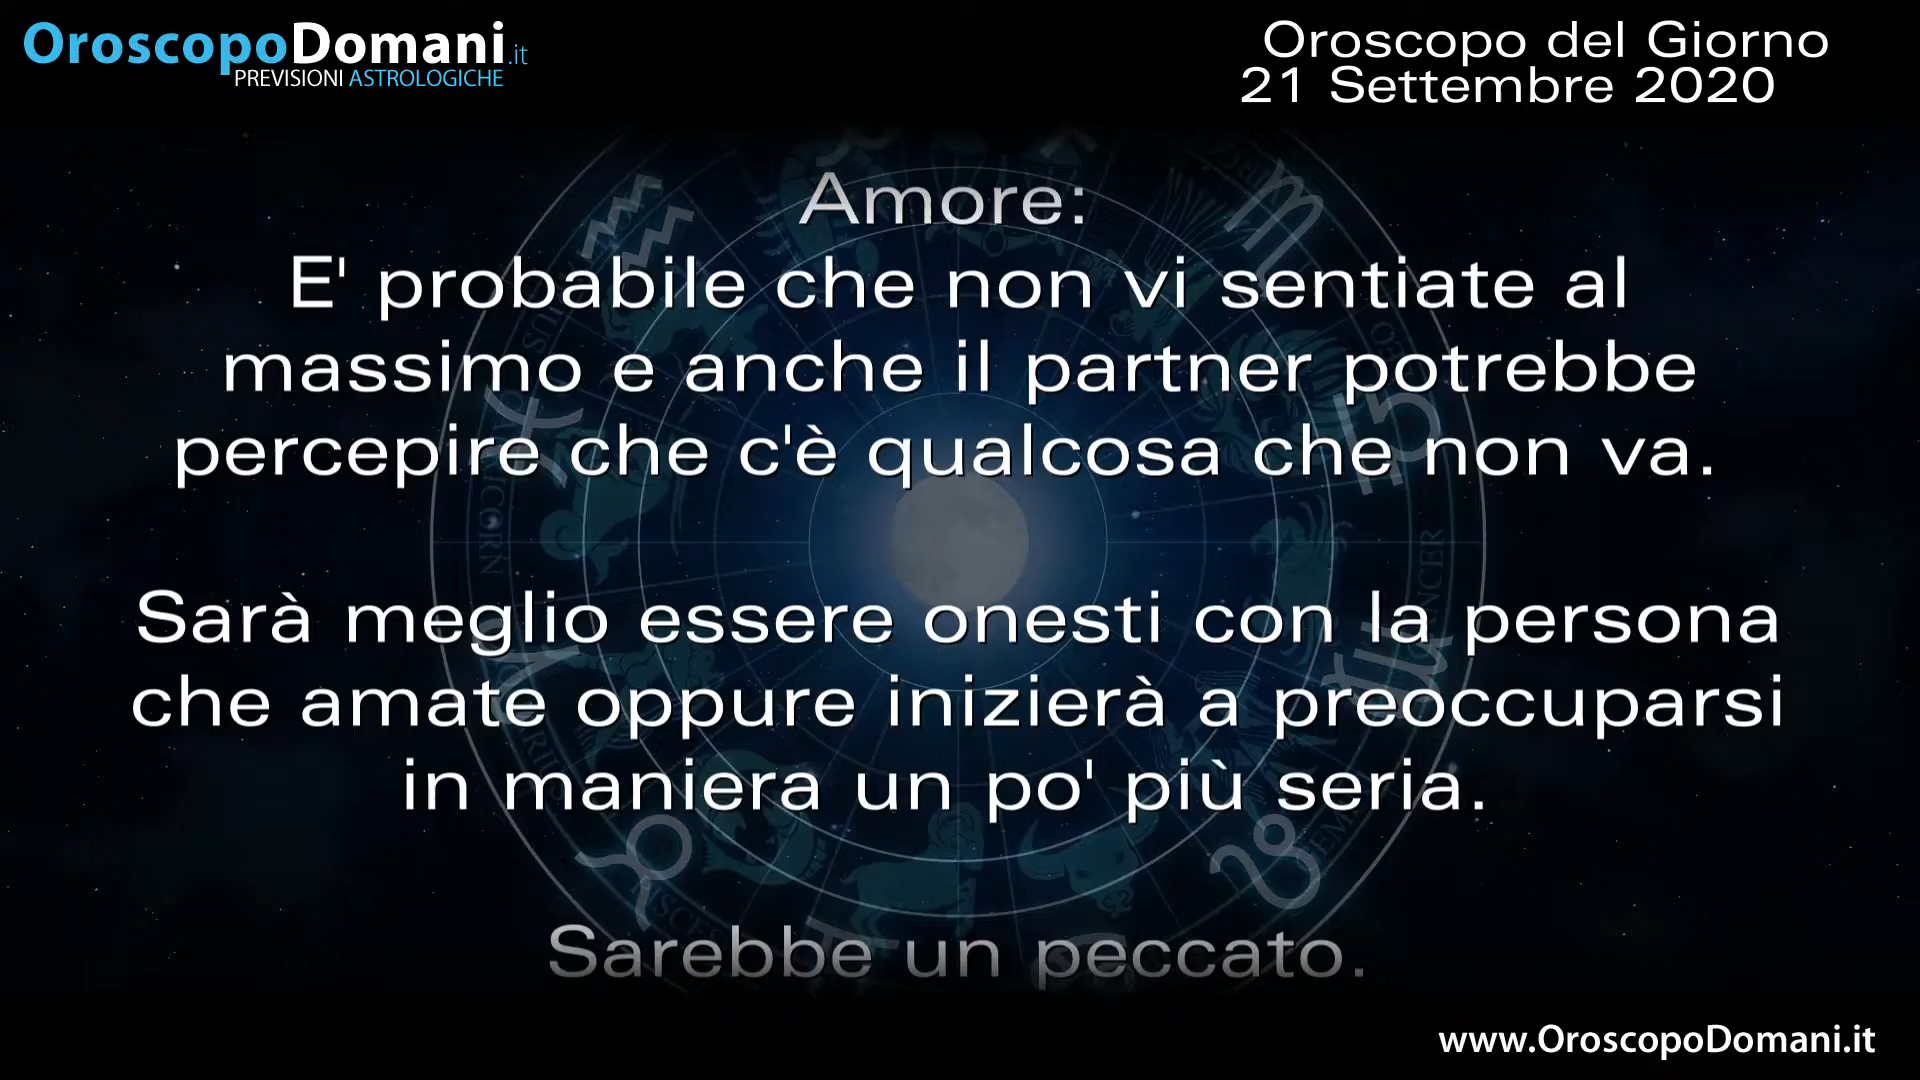 OroscopoDomani.it
PREVISIONI ASTROLOGICHE
Oroscopo del Giorno
21 Settembre 2020
Amore:
E' probabile che non vi sentiate al
massimo e anche il partner potrebbe
percepire che c'è qualcosa che non va.
Sarà meglio essere onesti con la persona
che amate oppure inizierà a preoccuparsi
in maniera un po' più seria.
Sarebbe un peccato.
www.OroscopoDomani.it